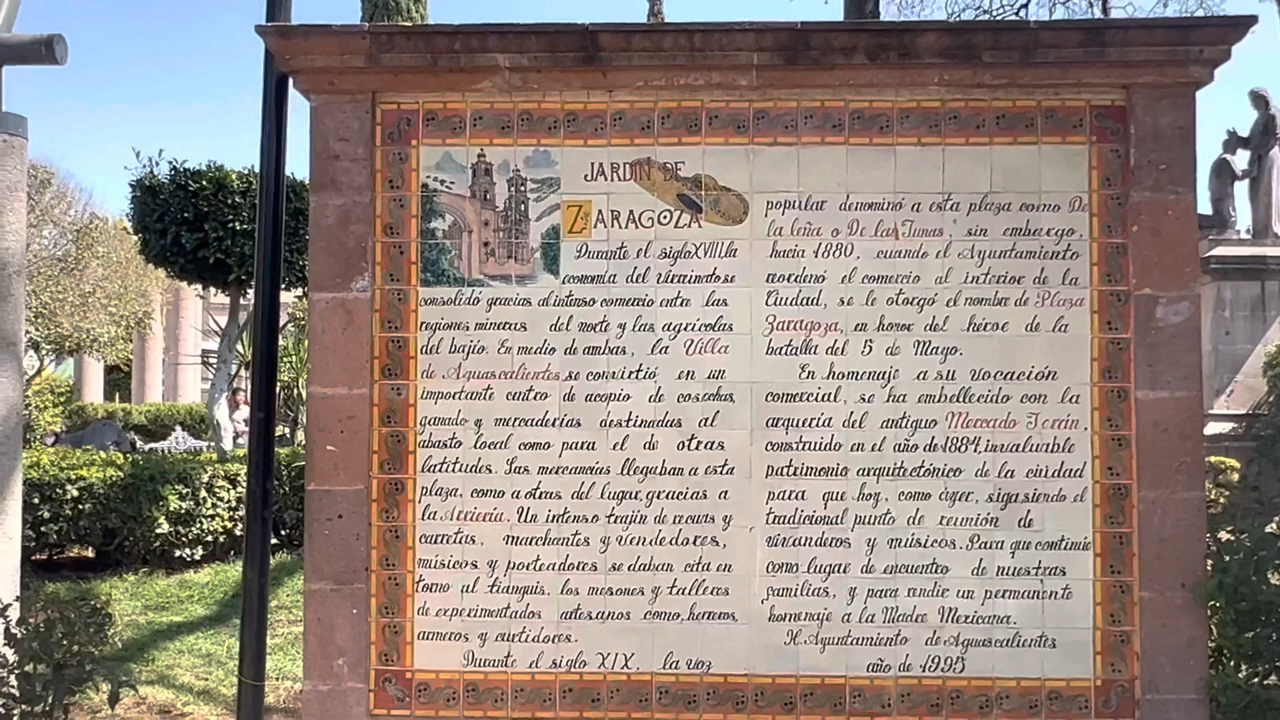 JARDIN DE
ZARAGOZA
Durante el siglo XVIII, la
economía del Virreinato se
consolidó gracias al intenso comercio entre las
regiones mineras del norte y las agrícolas
del bajío. En medio de ambas, la Villa
de Aguascalientes se convirtió en un
importante centro de acopio de cosechas,
ganado y mercaderías destinadas al
abasto local como para el de otras
latitudes. Las mercancías llegaban a esta
plaza, como a otras del lugar, gracias a
la Arriería. Un intenso trajín de recuas y
carretas, marchantes y vendedores,
músicos y porteadores se daban cita en
torno al tianguis, los mesones y talleres
de experimentados artesanos como, herreros,
armeros y curtidores.
Durante el siglo XIX, la voz
popular denominó a esta plaza como De
la leña o De las Tunas, sin embargo,
hacia 1880, cuando el Ayuntamiento
reordenó el comercio al interior de la
Ciudad, se le otorgó el nombre de Plaza
Zaragoza, en honor del héroe de la
batalla del 5 de Mayo.
En homenaje a su vocación
comercial, se ha embellecido con la
arquería del antiguo Mercado Terán,
construido en el año de 1884, invaluable
patrimonio arquitectónico de la ciudad
para que hoy, como ayer, siga siendo el
tradicional punto de reunión de
vivanderos y músicos. Para que continúe
como lugar de encuentro de nuestras
familias, y para rendir un permanente
homenaje a la Madre Mexicana.
H. Ayuntamiento de Aguascalientes
año de 1995